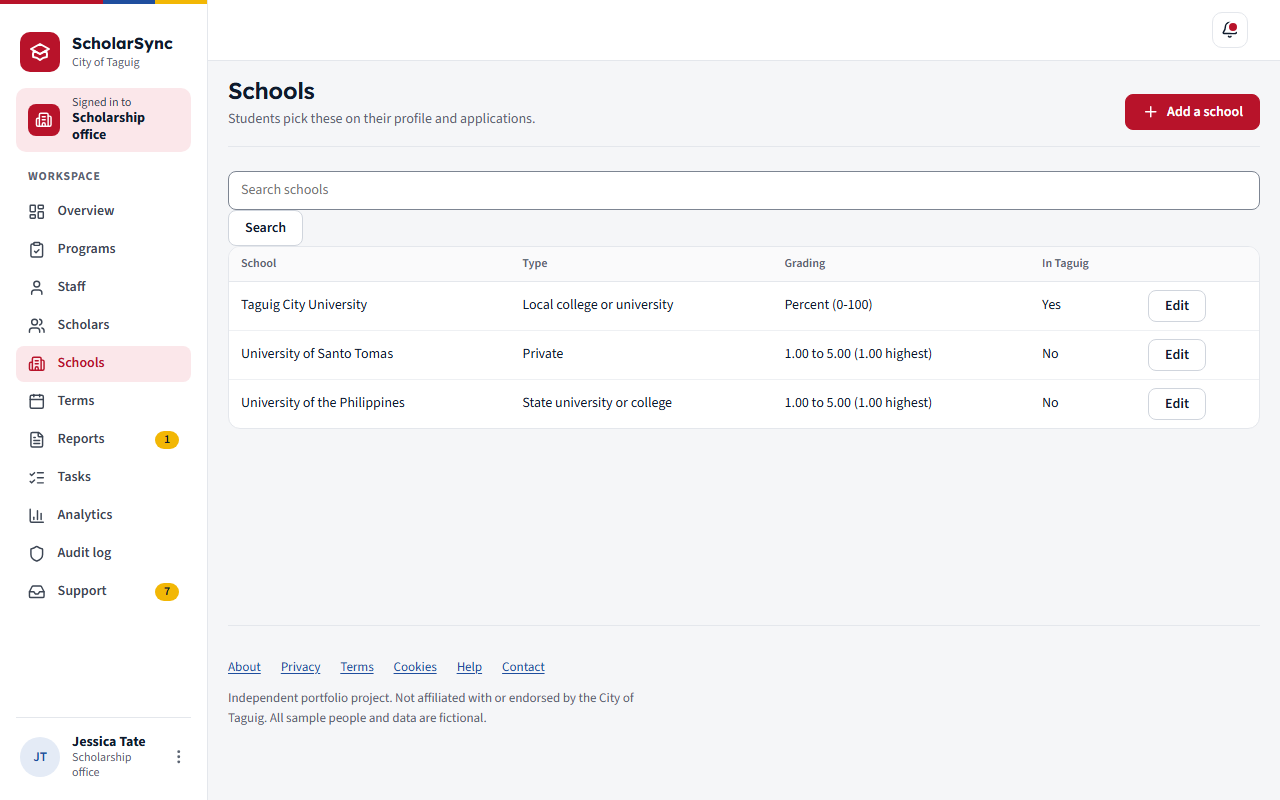 ScholarSync
City of Taguig
Signed in to
Scholarship
office
WORKSPACE
Overview
Programs
Staff
Scholars
Schools
Terms
Reports 1
Tasks
Analytics
Audit log
Support 7
JT
Jessica Tate
Scholarship
office
Schools
Students pick these on their profile and applications.
Add a school
Search schools
Search
School Type Grading In Taguig
Taguig City University Local college or university Percent (0-100) Yes Edit
University of Santo Tomas Private 1.00 to 5.00 (1.00 highest) No Edit
University of the Philippines State university or college 1.00 to 5.00 (1.00 highest) No Edit
About Privacy Terms Cookies Help Contact
Independent portfolio project. Not affiliated with or endorsed by the City of
Taguig. All sample people and data are fictional.